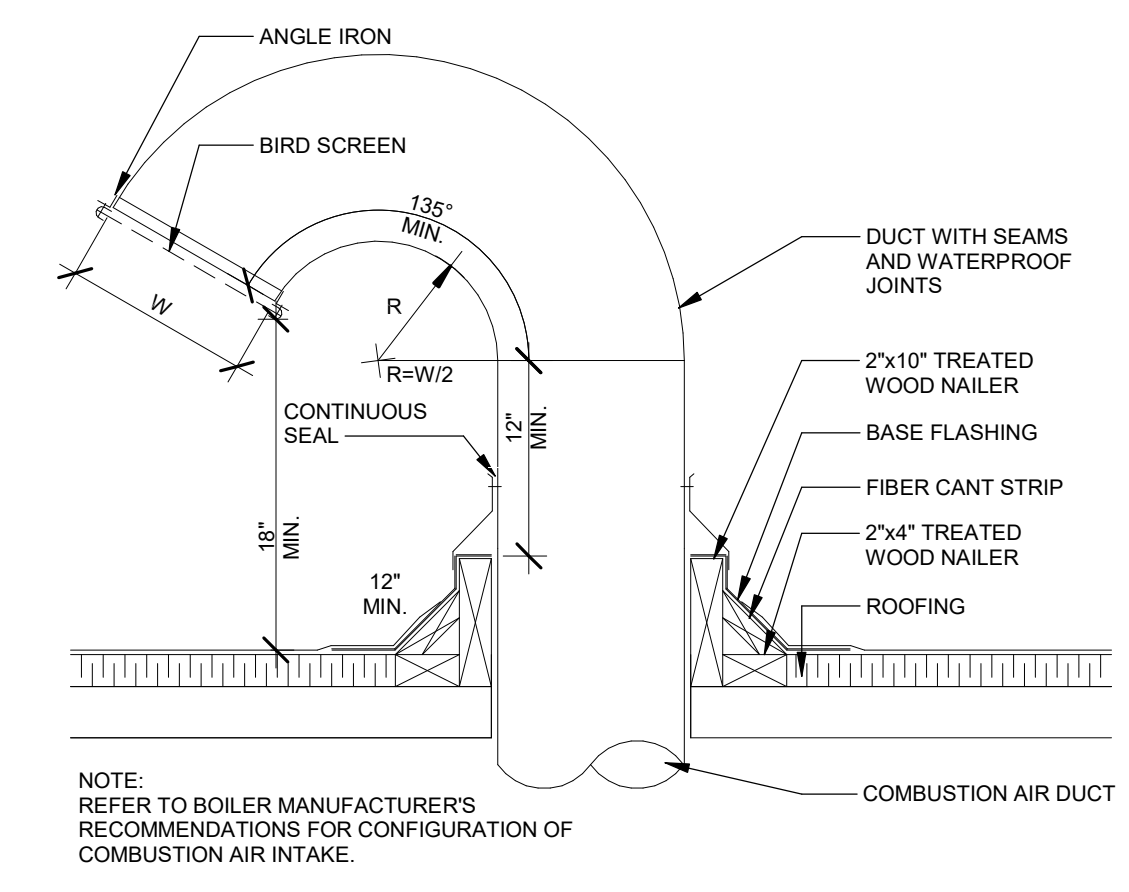 ANGLE IRON
BIRD SCREEN
135°
MIN.
DUCT WITH SEAMS
AND WATERPROOF
JOINTS
W
R
R=W/2
2"x10" TREATED
WOOD NAILER
CONTINUOUS
SEAL
12"
MIN.
BASE FLASHING
FIBER CANT STRIP
18"
MIN.
2"x4" TREATED
WOOD NAILER
12"
MIN.
ROOFING
COMBUSTION AIR DUCT
NOTE:
REFER TO BOILER MANUFACTURER'S
RECOMMENDATIONS FOR CONFIGURATION OF
COMBUSTION AIR INTAKE.